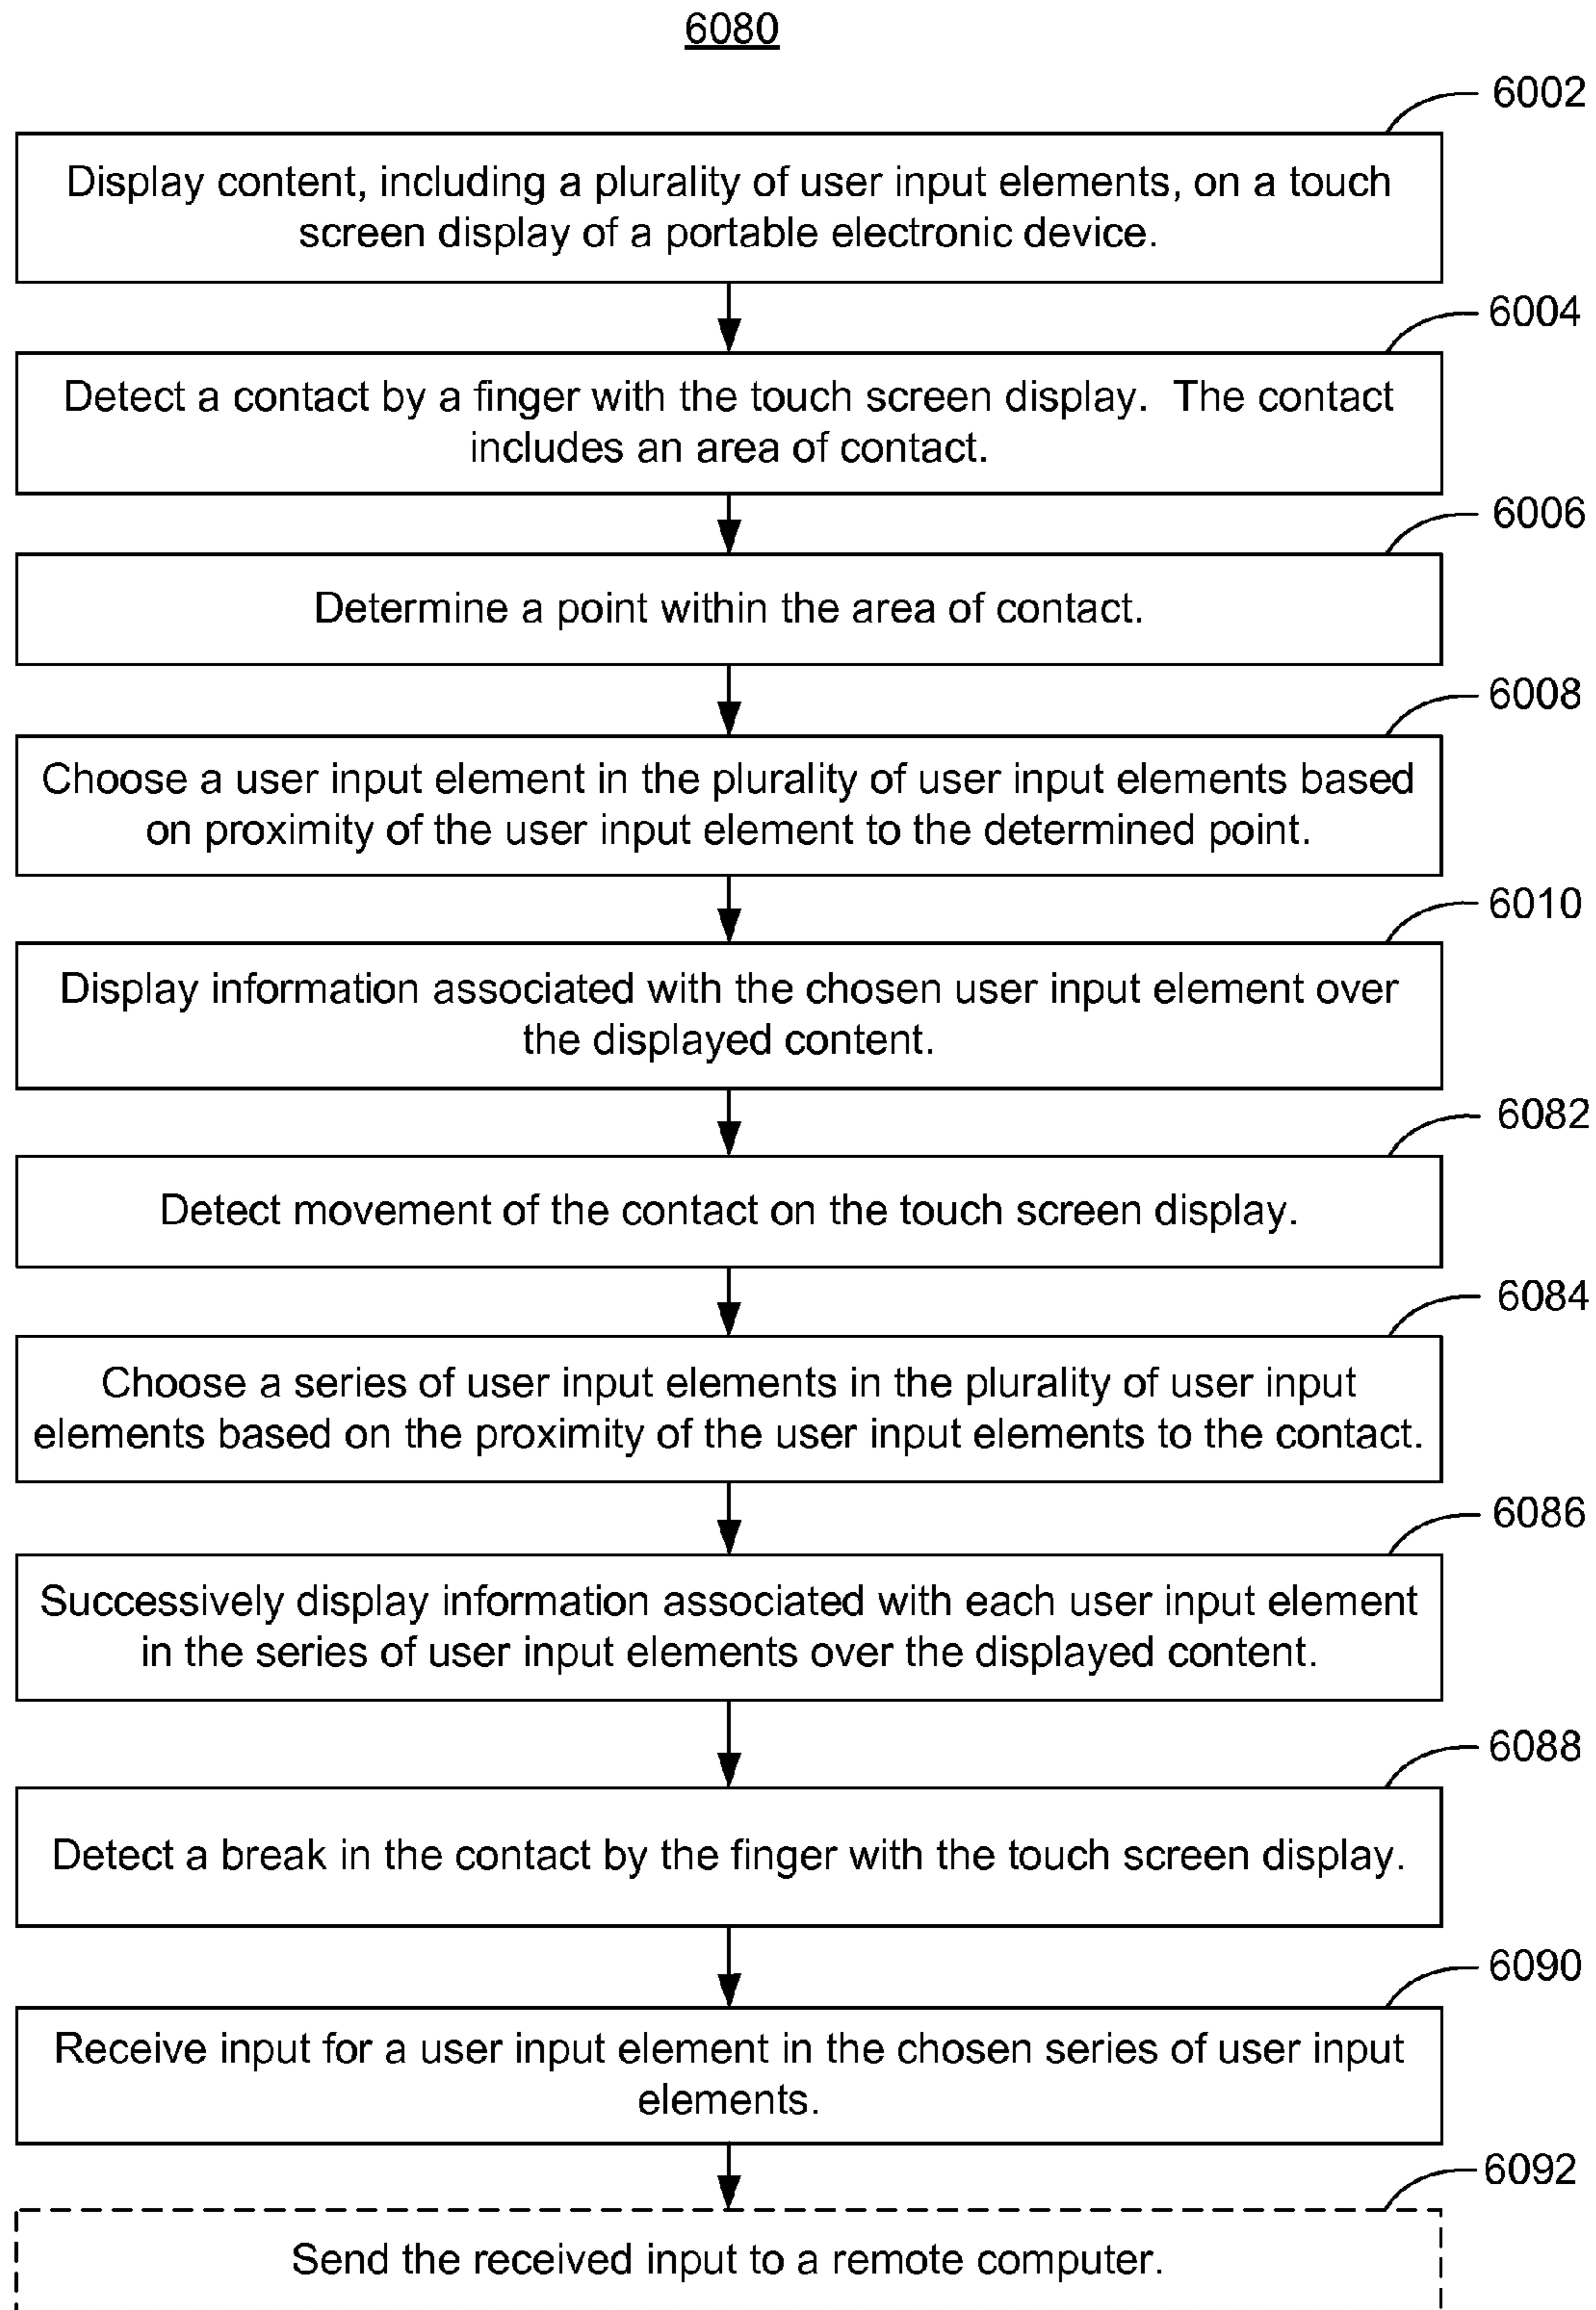 6080
6002
Display content, including a plurality of user input elements, on a touch
screen display of a portable electronic device.
6004
Detect a contact by a finger with the touch screen display.  The contact
includes an area of contact.
6006
Determine a point within the area of contact.
6008
Choose a user input element in the plurality of user input elements based
on proximity of the user input element to the determined point.
6010
Display information associated with the chosen user input element over
the displayed content.
6082
Detect movement of the contact on the touch screen display.
6084
Choose a series of user input elements in the plurality of user input
elements based on the proximity of the user input elements to the contact.
6086
Successively display information associated with each user input element
in the series of user input elements over the displayed content.
6088
Detect a break in the contact by the finger with the touch screen display.
6090
Receive input for a user input element in the chosen series of user input
elements.
6092
Send the received input to a remote computer.